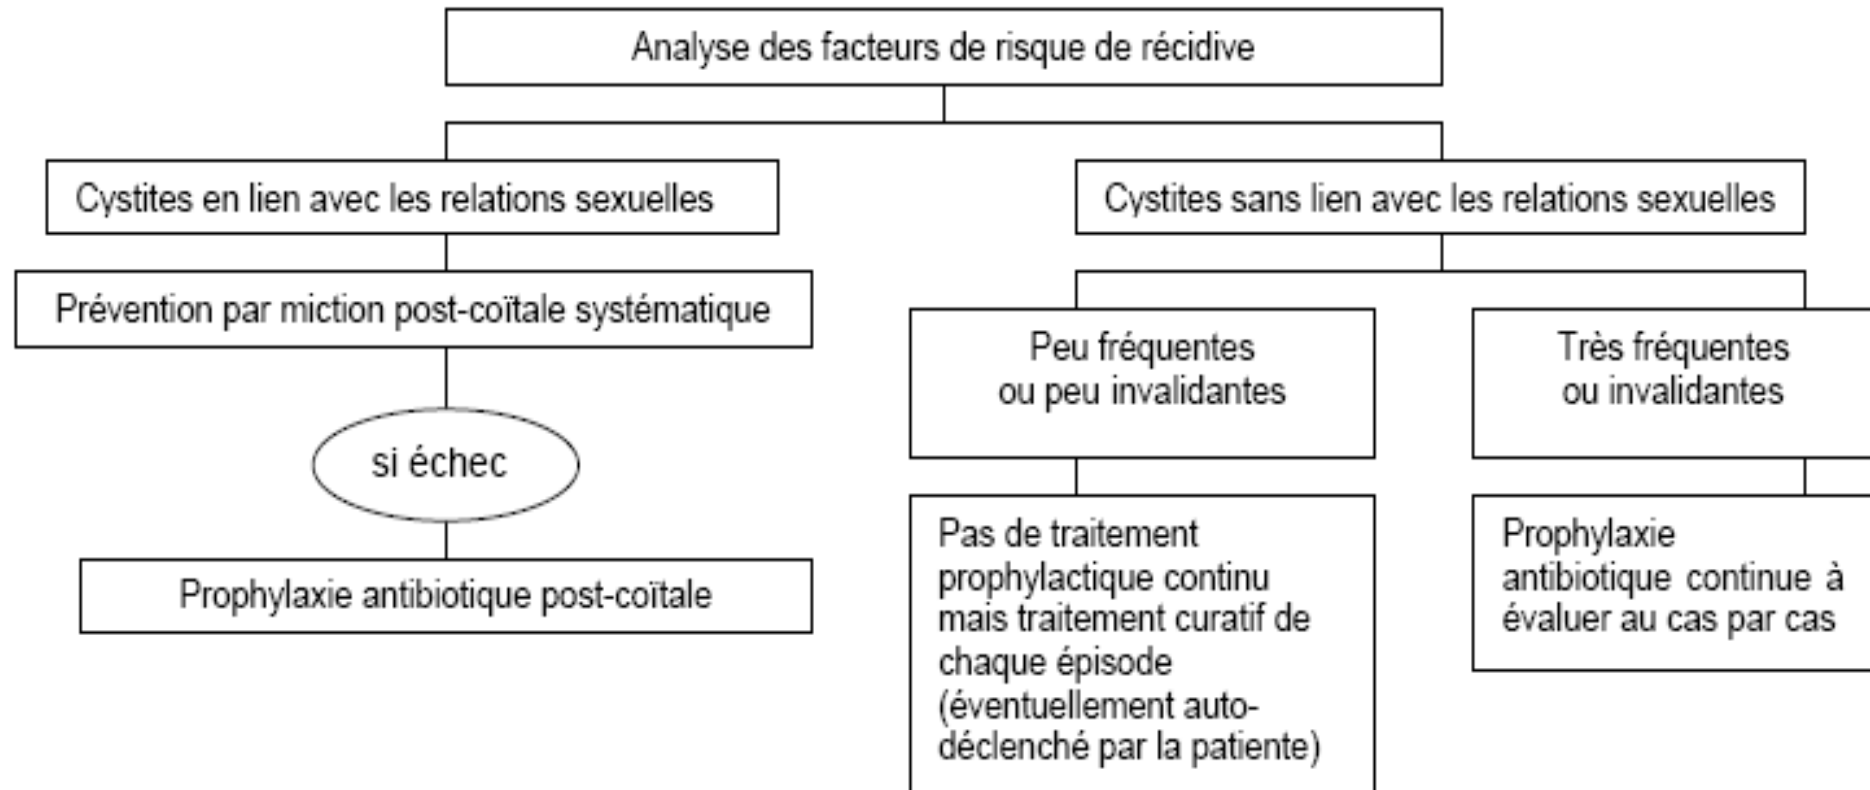 Analyse des facteurs de risque de récidive
Cystites en lien avec les relations sexuelles
Cystites sans lien avec les relations sexuelles
Prévention par miction post-coïtale systématique
Peu fréquentes
ou peu invalidantes
Très fréquentes
ou invalidantes
si échec
Prophylaxie antibiotique post-coïtale
Pas de traitement
prophylactique continu
mais traitement curatif de
chaque épisode
(éventuellement auto-
déclenché par la patiente)
Prophylaxie
antibiotique continue à
évaluer au cas par cas